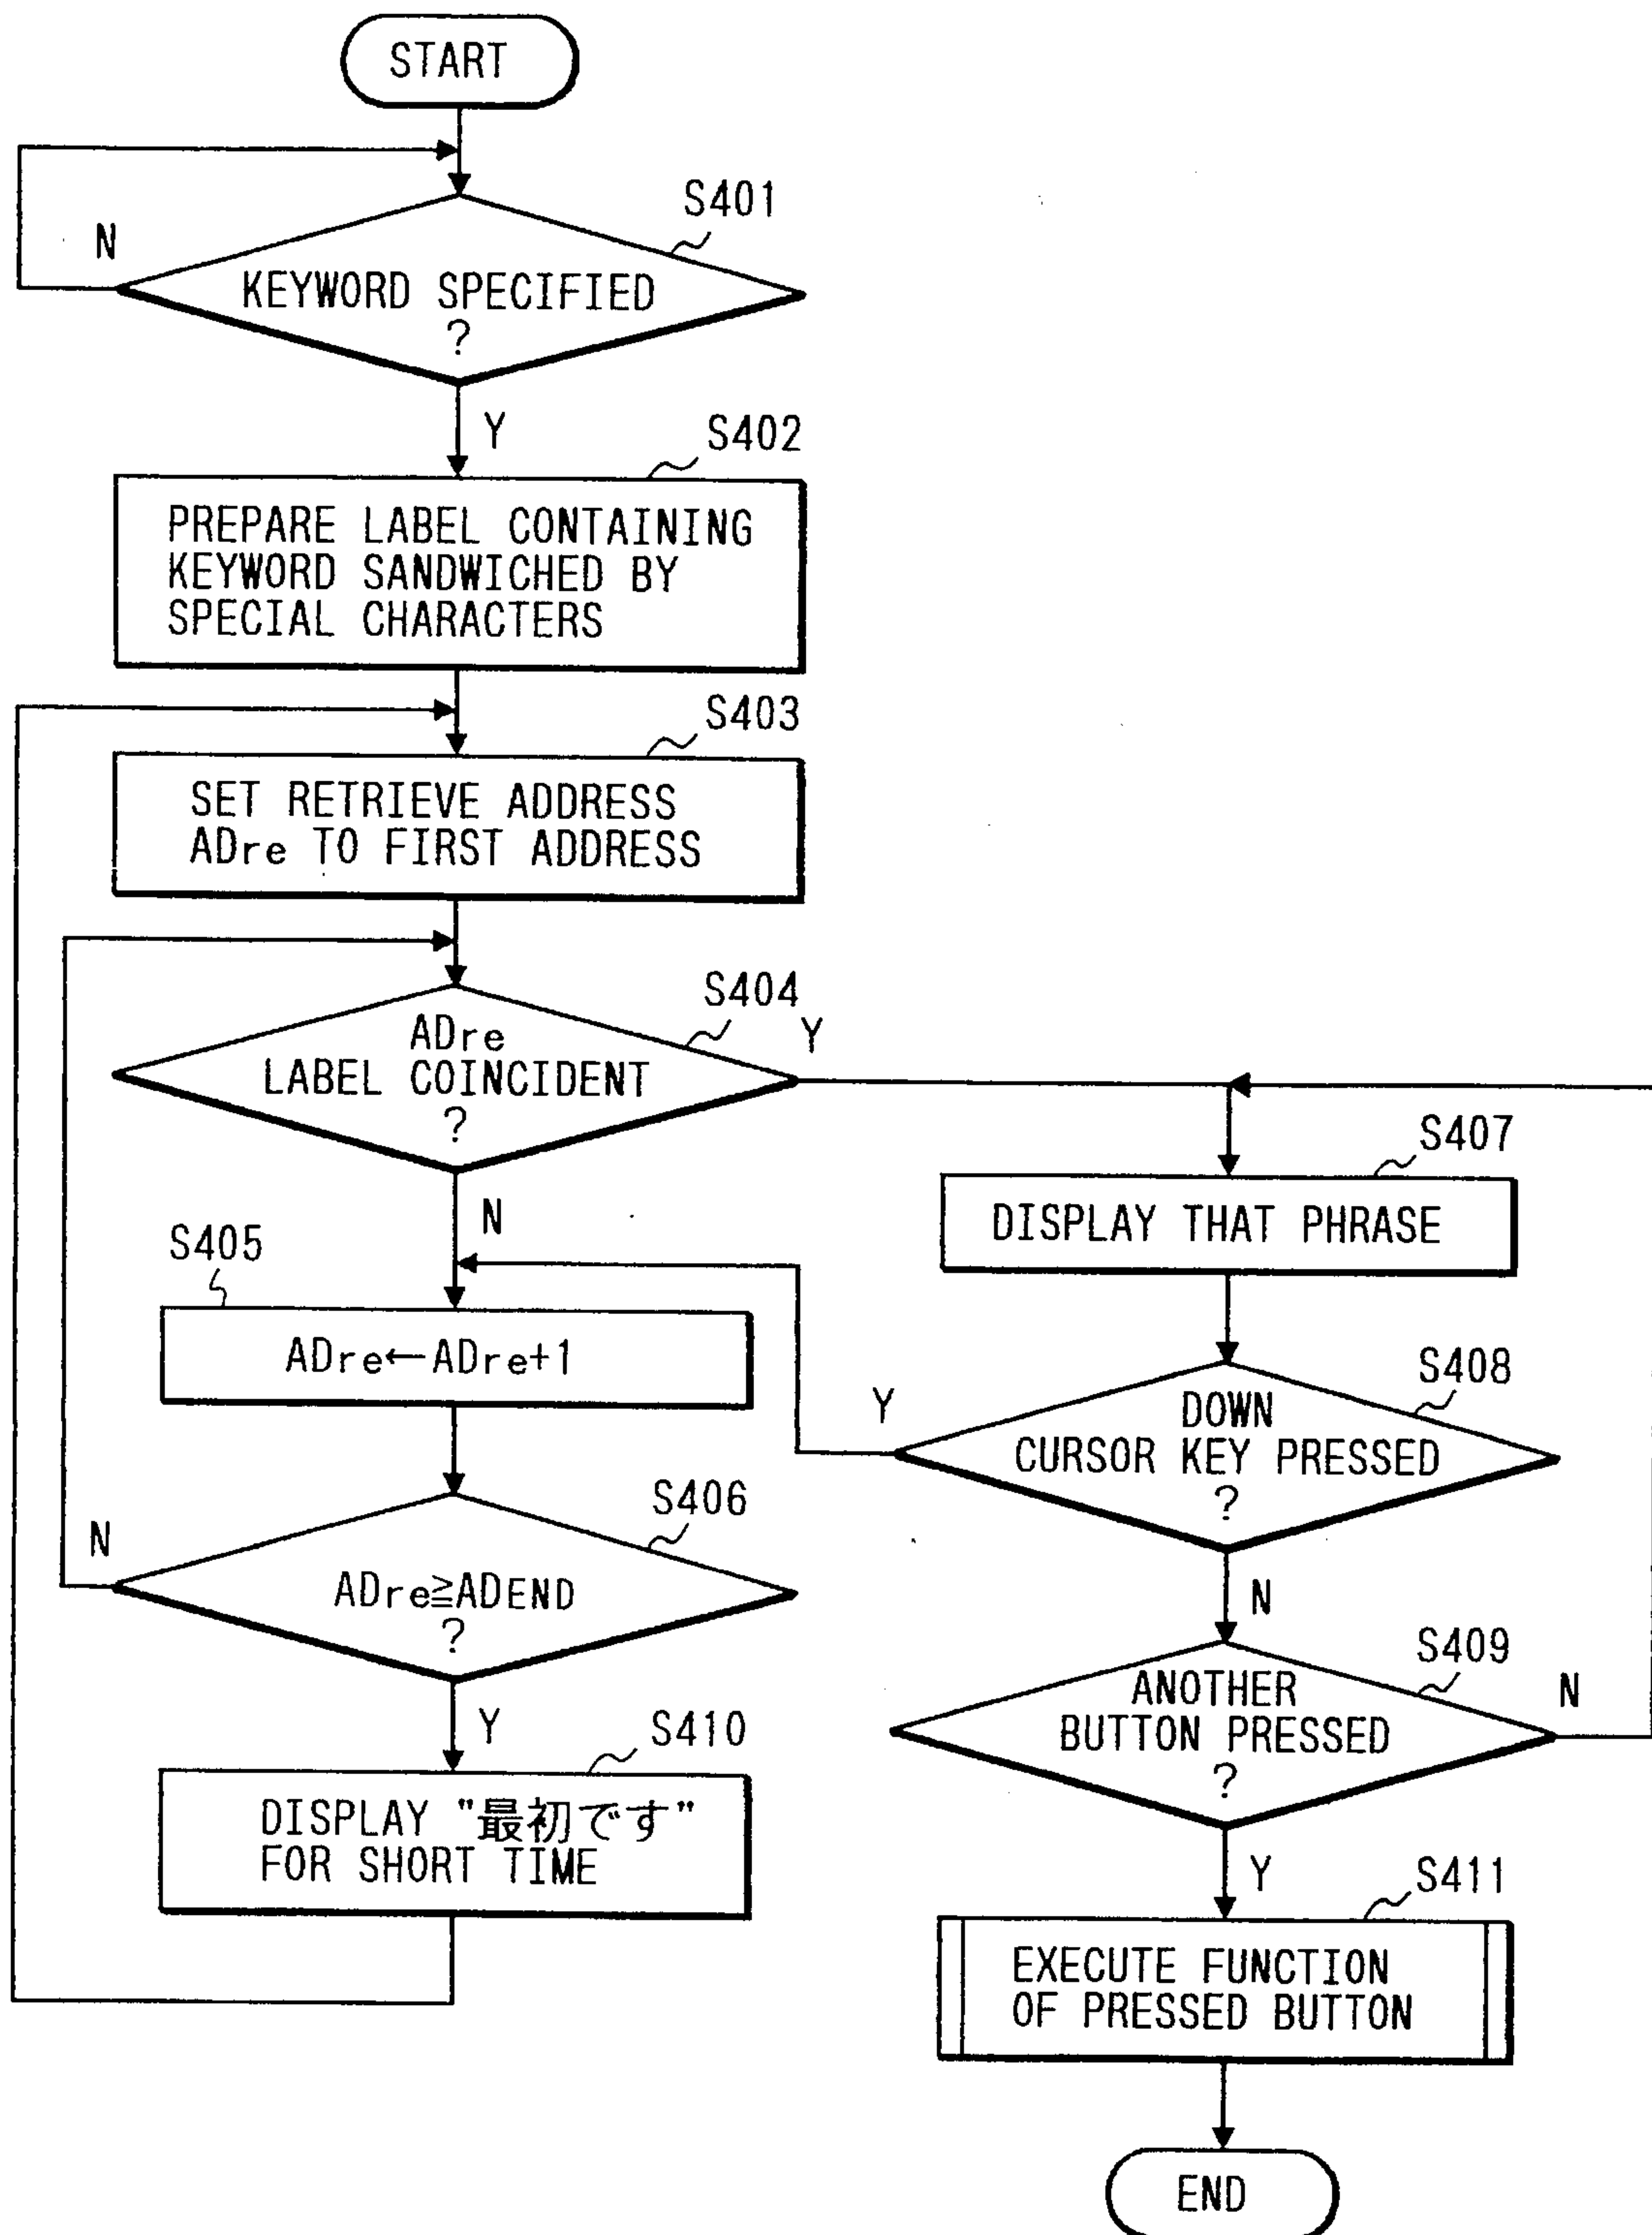 START
S401
N
KEYWORD SPECIFIED
?
Y
S402
PREPARE LABEL CONTAINING
KEYWORD SANDWICHED BY
SPECIAL CHARACTERS
S403
SET RETRIEVE ADDRESS
ADre TO FIRST ADDRESS
S404
ADre
LABEL COINCIDENT
?
Y
N
S405
ADre←ADre+1
S406
N
ADre≧ADEND
?
Y
S410
DISPLAY "最初です"
FOR SHORT TIME
S407
DISPLAY THAT PHRASE
S408
Y
DOWN
CURSOR KEY PRESSED
?
N
S409
ANOTHER
BUTTON PRESSED
?
N
Y
S411
EXECUTE FUNCTION
OF PRESSED BUTTON
END